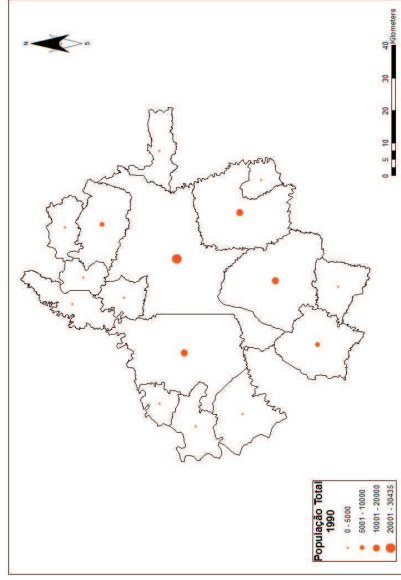 N
S
População Total
1990
0 - 5000
5001 - 10000
10001 - 20000
20001 - 30435
0 5 10 20 30 40
Kilometers